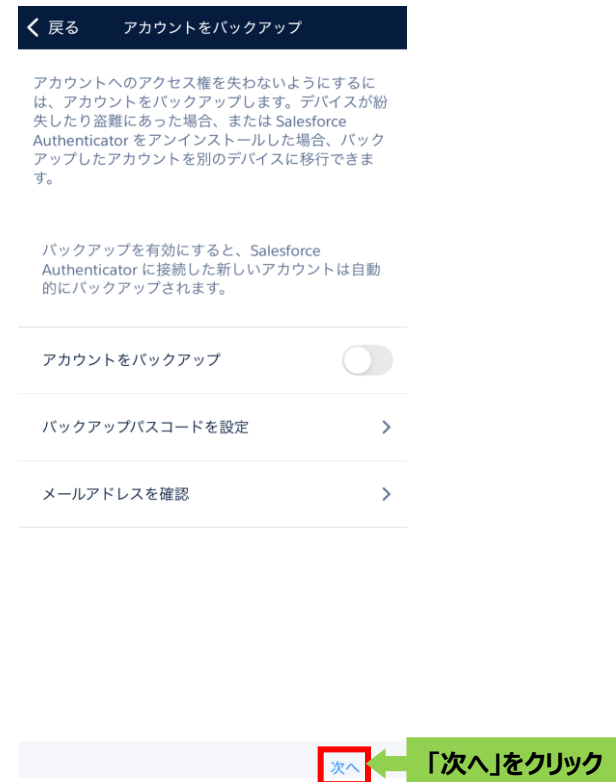 戻る アカウントをバックアップ
アカウントへのアクセス権を失わないようにするに
は、アカウントをバックアップします。デバイスが紛
失したり盗難にあった場合、または Salesforce
Authenticator をアンインストールした場合、バック
アップしたアカウントを別のデバイスに移行できま
す。
バックアップを有効にすると、Salesforce
Authenticator に接続した新しいアカウントは自動
的にバックアップされます。
アカウントをバックアップ
バックアップパスコードを設定
メールアドレスを確認
次へ 「次へ」をクリック